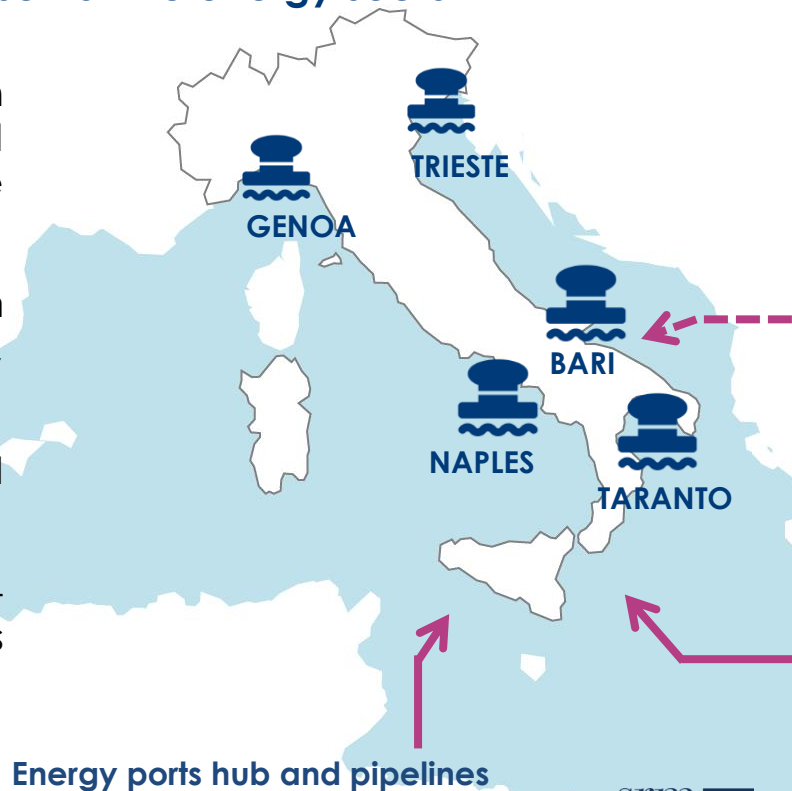 TRIESTE
GENOA
BARI
NAPLES
TARANTO
Energy ports hub and pipelines